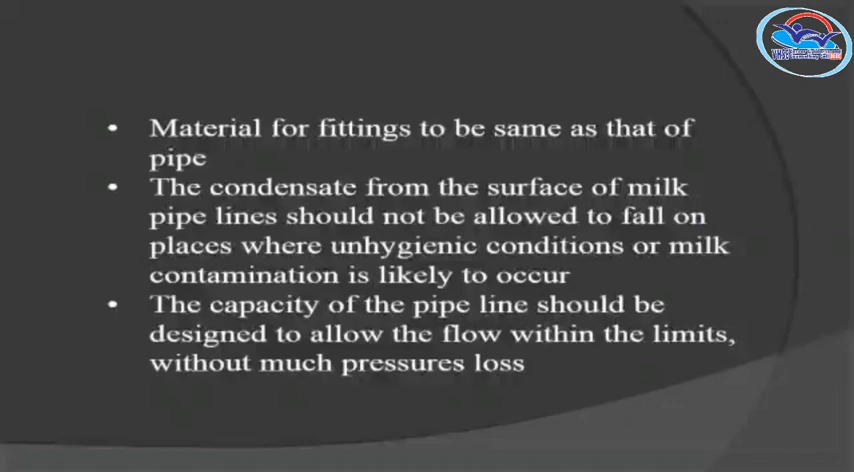 • Material for fittings to be same as that of
pipe
• The condensate from the surface of milk
pipe lines should not be allowed to fall on
places where unhygienic conditions or milk
contamination is likely to occur
• The capacity of the pipe line should be
designed to allow the flow within the limits,
without much pressures loss